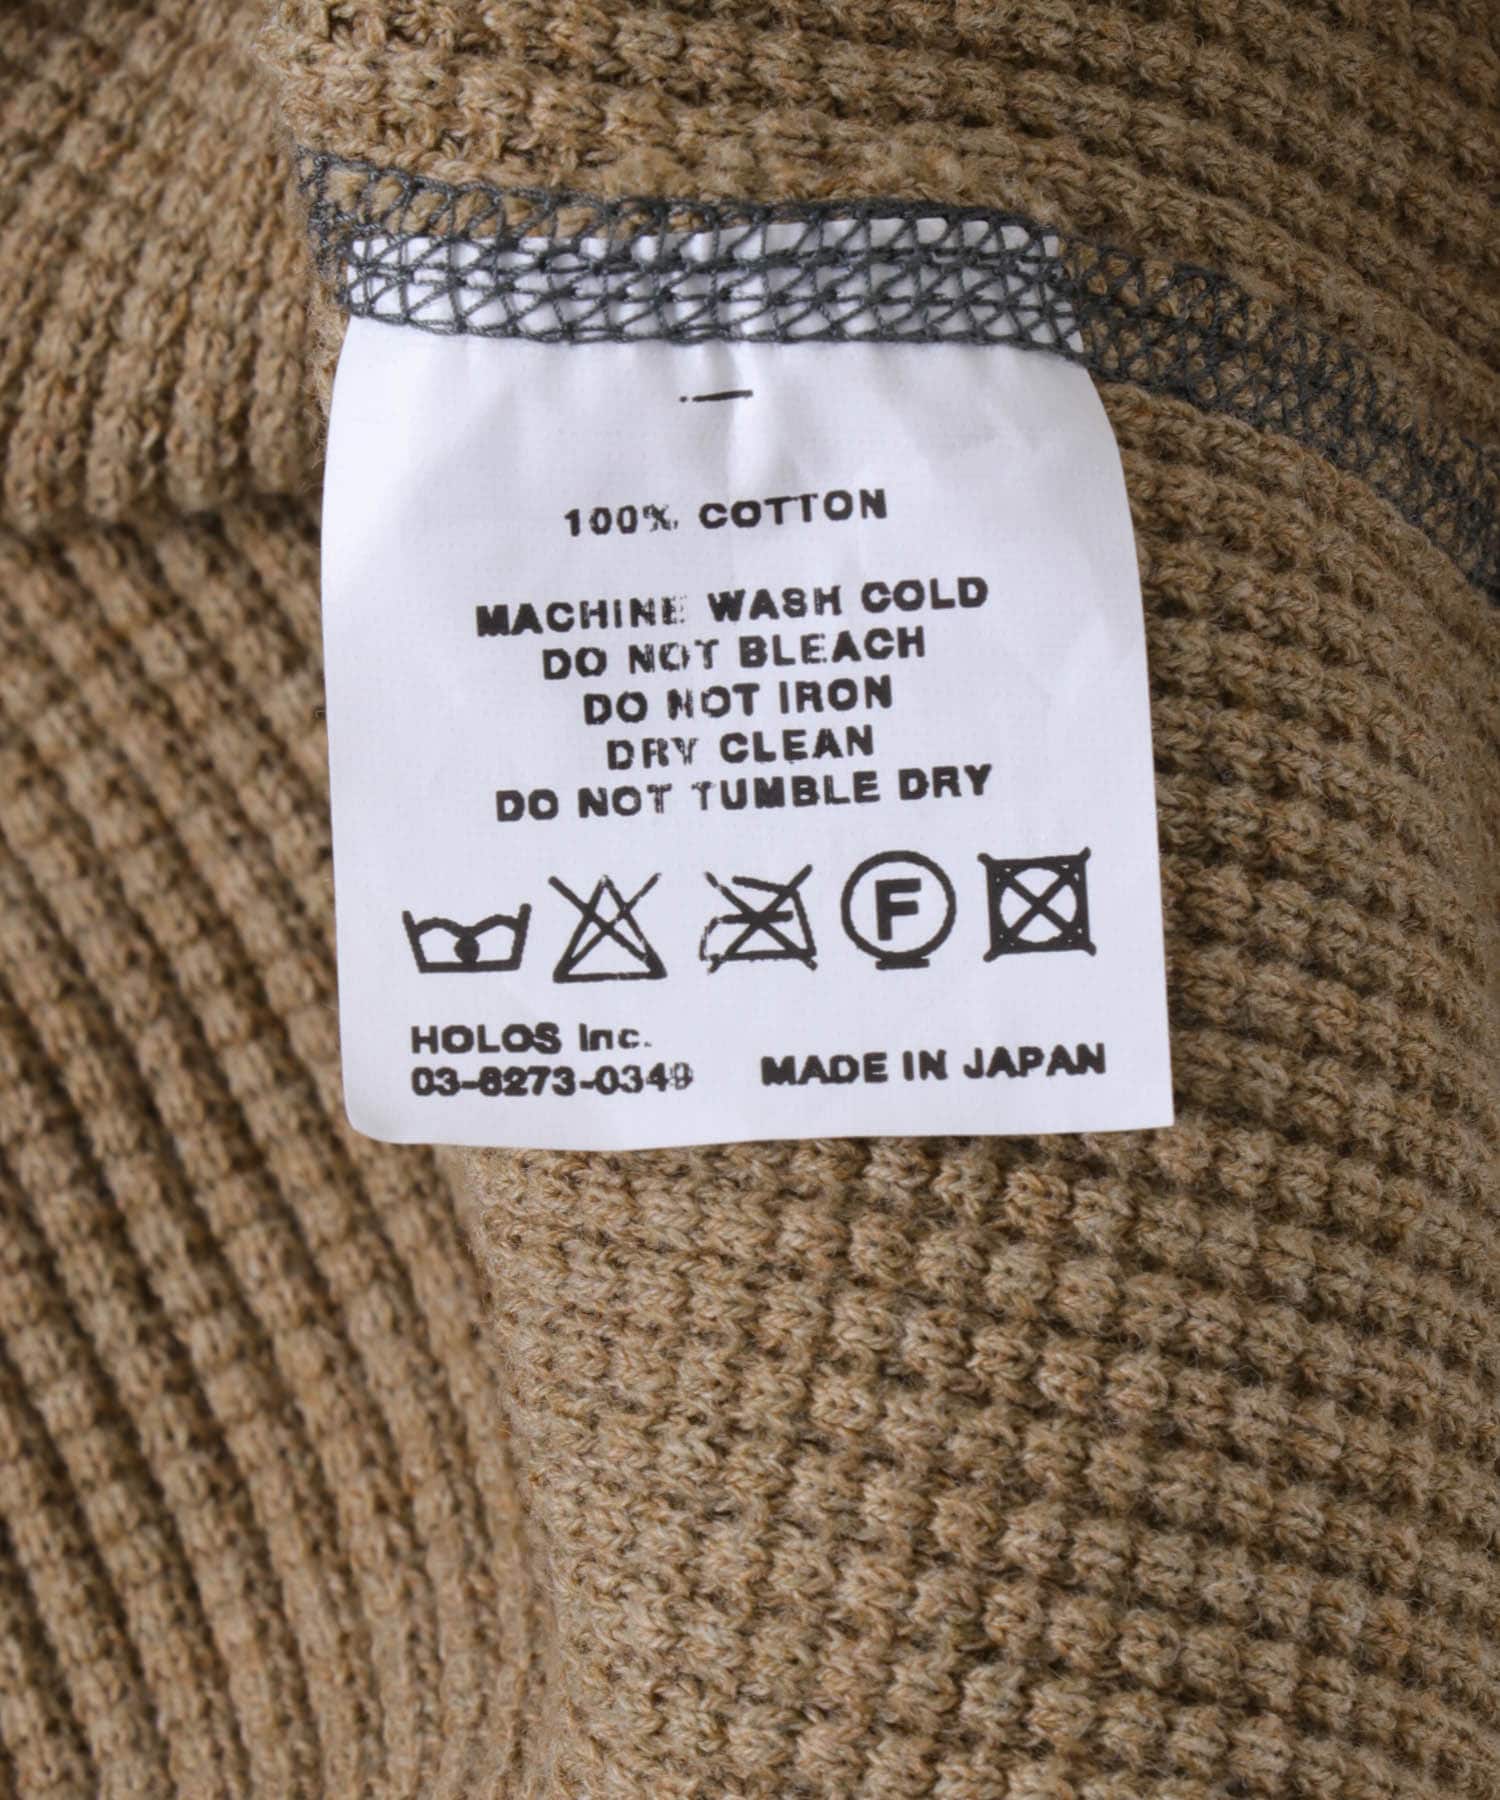 100% COTTON
MACHINE WASH COLD
DO NOT BLEACH
DO NOT IRON
DRY CLEAN
DO NOT TUMBLE DRY
F
HOLOS Inc.
03-6273-0349
MADE IN JAPAN